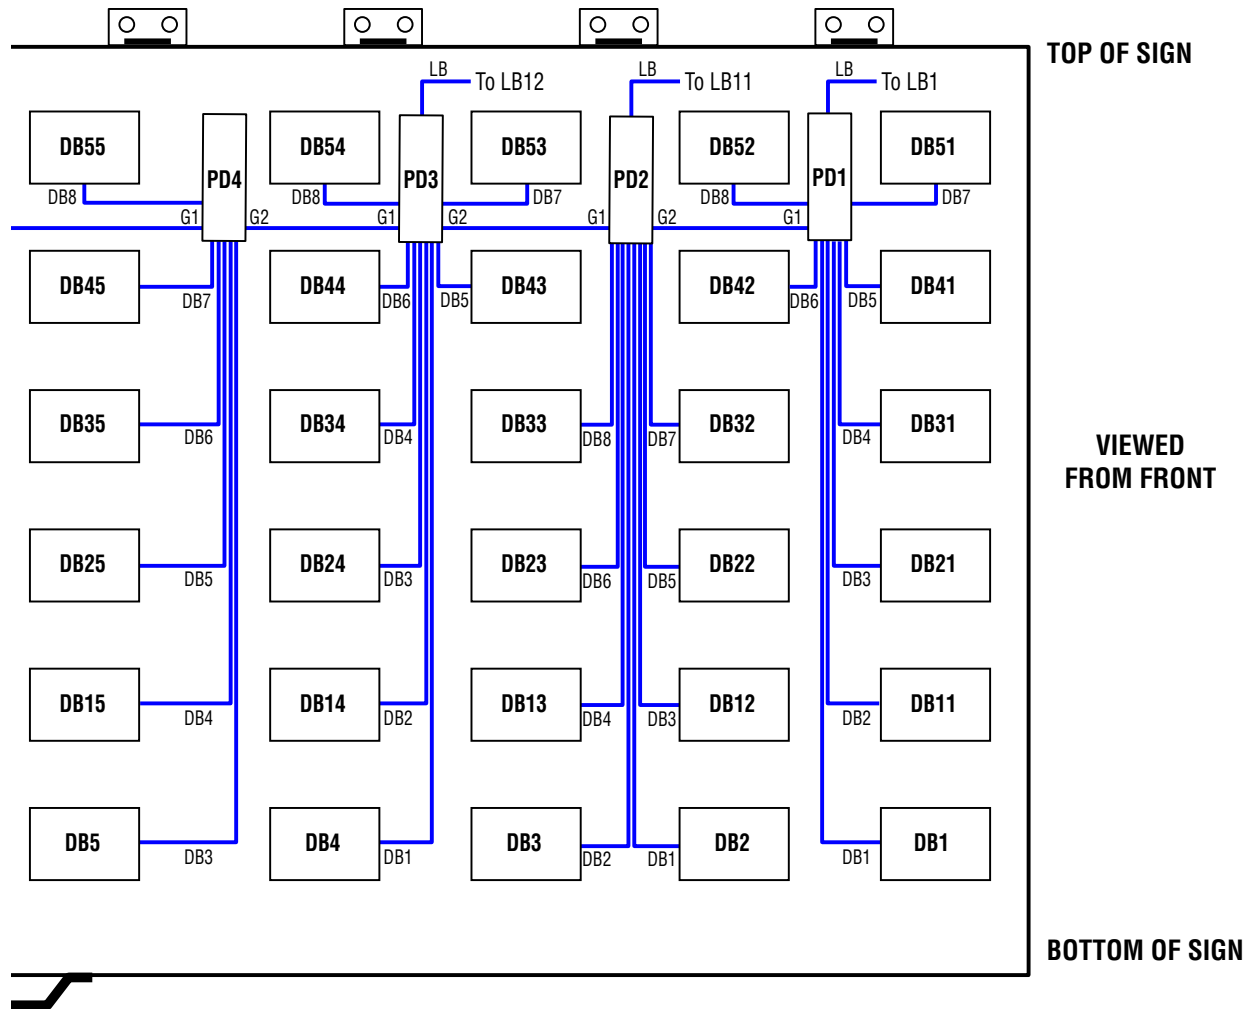 TOP OF SIGN
LB To LB12 LB To LB11 LB To LB1
DB55 DB54 DB53 DB52 DB51
PD4 PD3 PD2 PD1
DB8 DB8 DB7 DB8 DB7
G1 G2 G1 G2 G1 G2 G1
DB45 DB44 DB43 DB42 DB41
DB7 DB6 DB5 DB6 DB5
DB35 DB34 DB33 DB32 DB31
DB6 DB4 DB8 DB7 DB4
VIEWED
FROM FRONT
DB25 DB24 DB23 DB22 DB21
DB5 DB3 DB6 DB5 DB3
DB15 DB14 DB13 DB12 DB11
DB4 DB2 DB4 DB3 DB2
DB5 DB4 DB3 DB2 DB1
DB3 DB1 DB2 DB1 DB1
BOTTOM OF SIGN